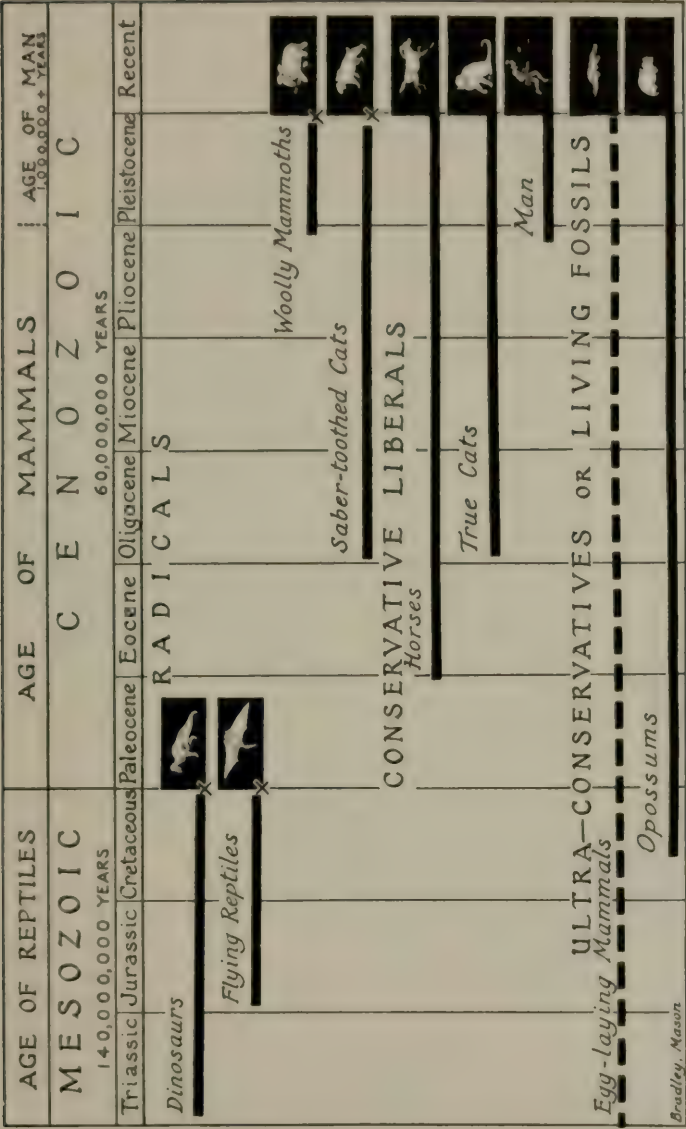 AGE OF REPTILES
AGE OF MAMMALS
AGE OF MAN
1,000,000+ YEARS
MESOZOIC
CENOZOIC
140,000,000 YEARS
60,000,000 YEARS
Triassic
Jurassic
Cretaceous
Paleocene
Eocene
Oligocene
Miocene
Pliocene
Pleistocene
Recent
RADICALS
Dinosaurs
Flying Reptiles
Woolly Mammoths
Saber-toothed Cats
CONSERVATIVE LIBERALS
Horses
True Cats
Man
ULTRA-CONSERVATIVES OR LIVING FOSSILS
Egg-laying Mammals
Opossums
Bradley, Mason